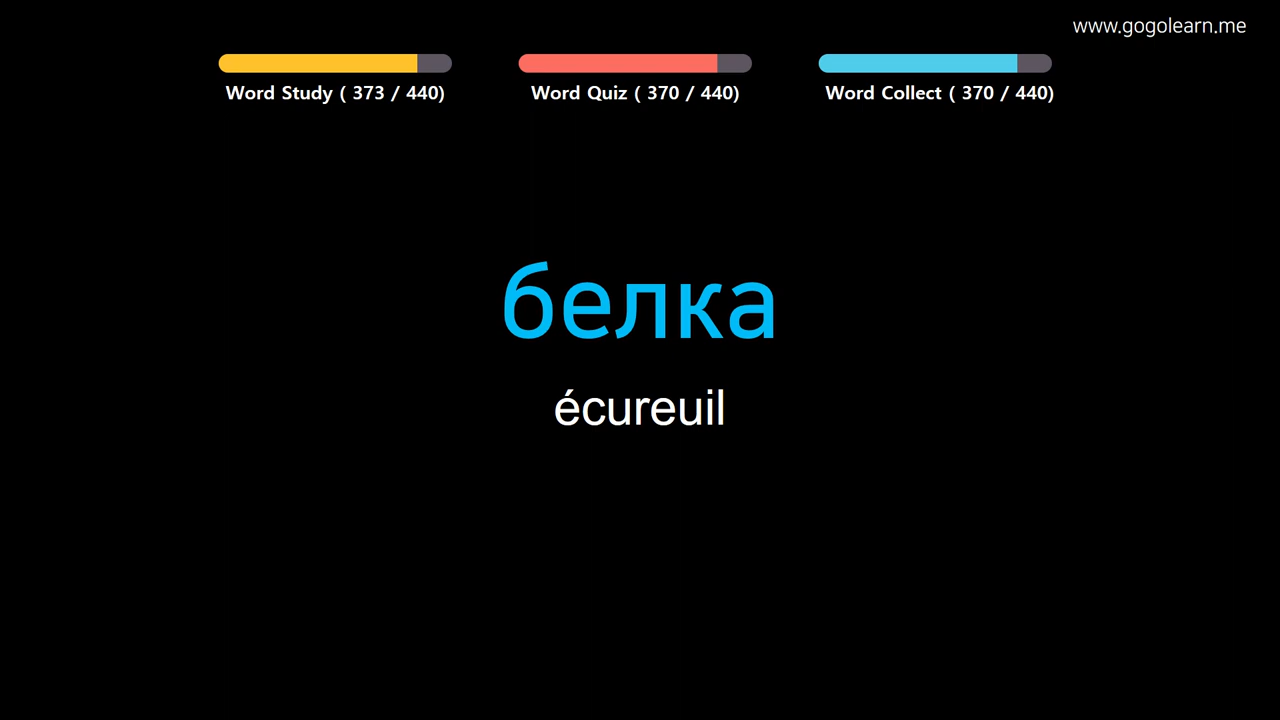 www.gogolearn.me
Word Study ( 373 / 440)
Word Quiz ( 370 / 440)
Word Collect ( 370 / 440)
белка
écureuil